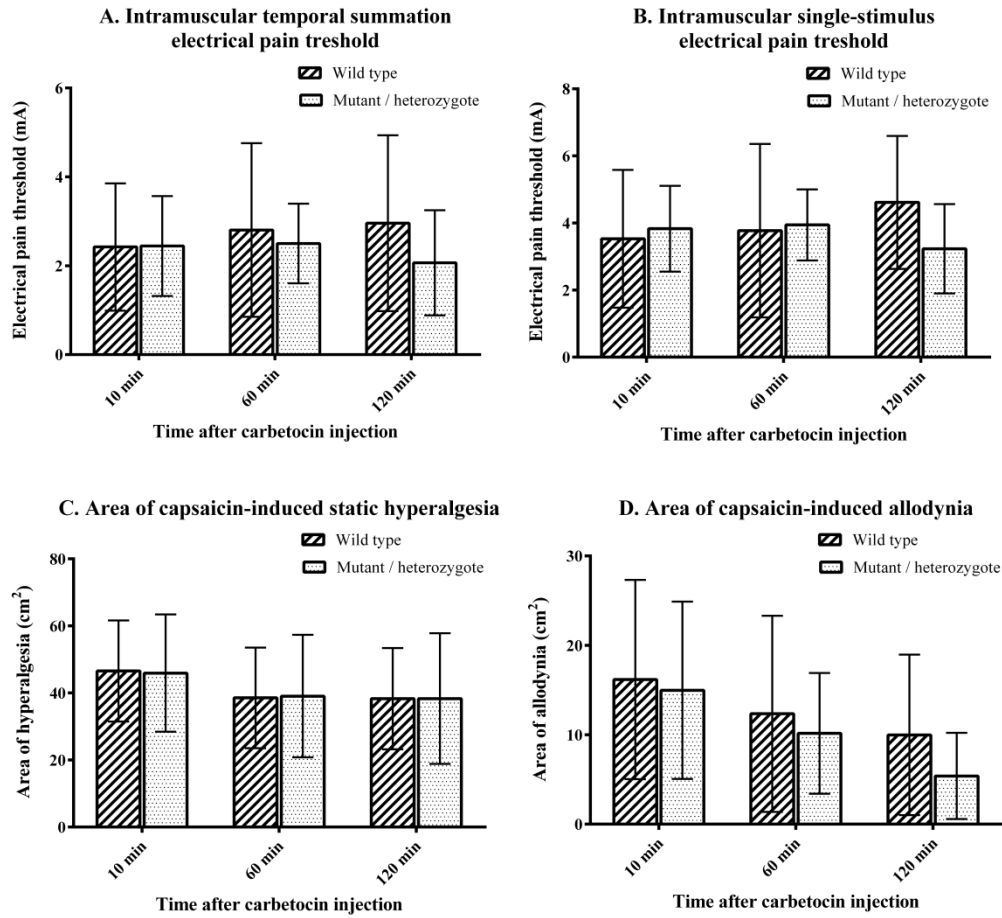 A. Intramuscular temporal summation
electrical pain treshold
Wild type
Mutant / heterozygote
Electrical pain threshold (mA)
6
4
2
0
10 min
60 min
120 min
Time after carbetocin injection
B. Intramuscular single-stimulus
electrical pain treshold
Wild type
Mutant / heterozygote
Electrical pain threshold (mA)
8
6
4
2
0
10 min
60 min
120 min
Time after carbetocin injection
C. Area of capsaicin-induced static hyperalgesia
Wild type
Mutant / heterozygote
Area of hyperalgesia (cm²)
80
60
40
20
0
10 min
60 min
120 min
Time after carbetocin injection
D. Area of capsaicin-induced allodynia
Wild type
Mutant / heterozygote
Area of allodynia (cm²)
30
20
10
0
10 min
60 min
120 min
Time after carbetocin injection